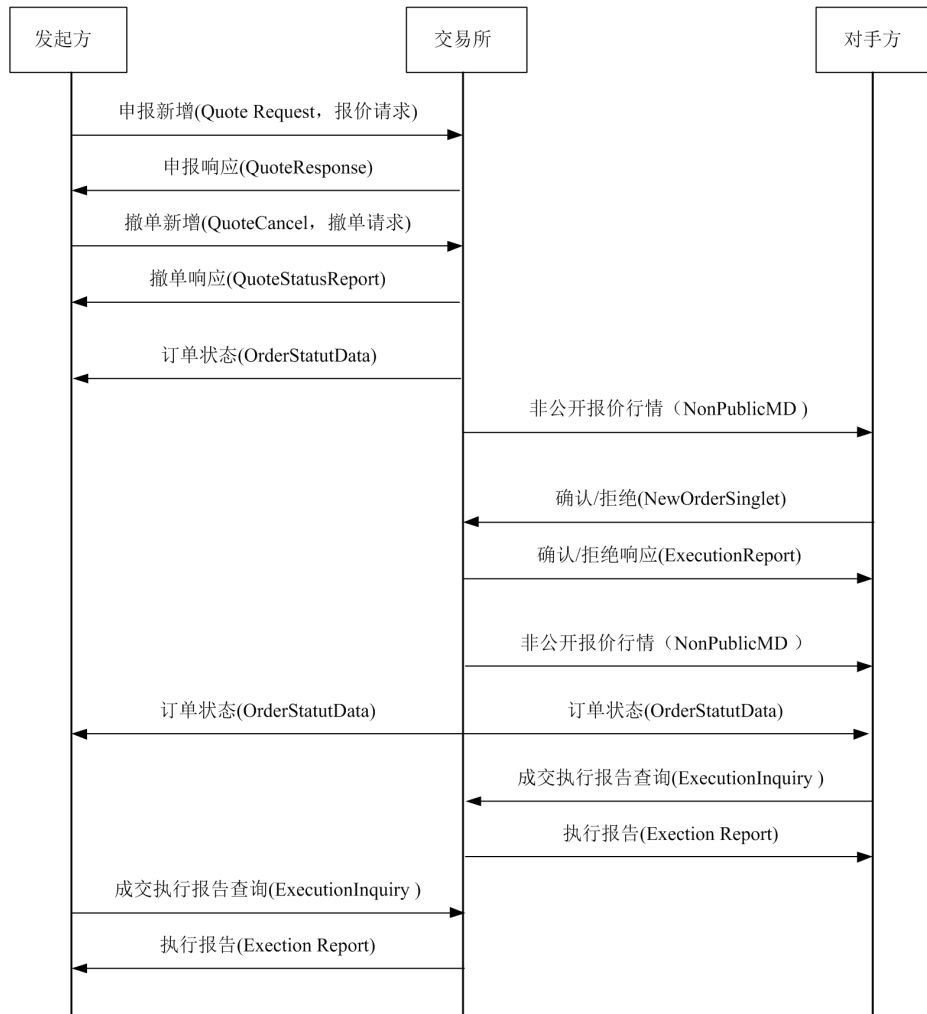 发起方
交易所
对手方
申报新增(Quote Request，报价请求)
申报响应(QuoteResponse)
撤单新增(QuoteCancel，撤单请求)
撤单响应(QuoteStatusReport)
订单状态(OrderStatutData)
非公开报价行情（NonPublicMD )
确认/拒绝(NewOrderSinglet)
确认/拒绝响应(ExecutionReport)
非公开报价行情（NonPublicMD ）
订单状态(OrderStatutData)
订单状态(OrderStatutData)
成交执行报告查询(ExecutionInquiry )
执行报告(Exection Report)
成交执行报告查询(ExecutionInquiry )
执行报告(Exection Report)